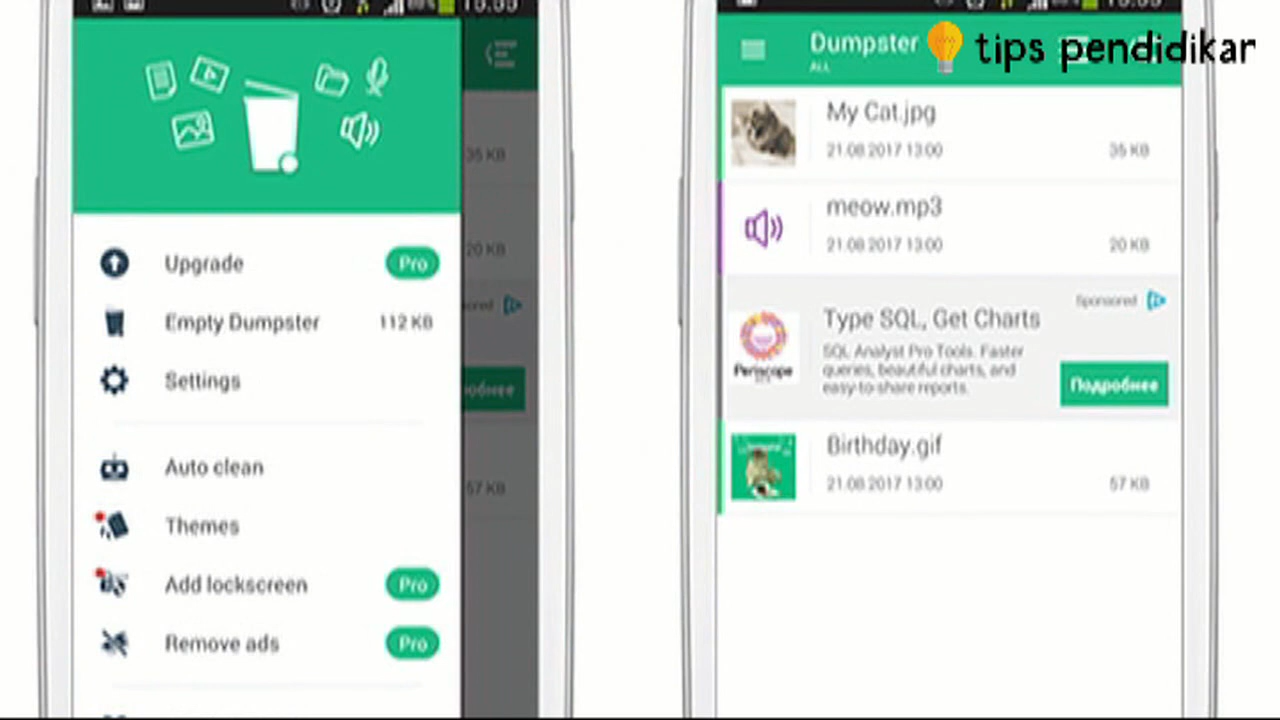 Upgrade
Pro
Empty Dumpster
112 KB
Settings
Auto clean
Themes
Add lockscreen
Pro
Remove ads
Pro
35 KB
20 KB
57 KB
Dumpster
ALL
tips pendidikan
My Cat.jpg
21.08.2017 13:00
35 KB
meow.mp3
21.08.2017 13:00
20 KB
Sponsored
Type SQL, Get Charts
SQL Analyst Pro Tools. Faster
queries, beautiful charts, and
easy-to-share reports.
Periscope
Подробнее
Birthday.gif
21.08.2017 13:00
57 KB